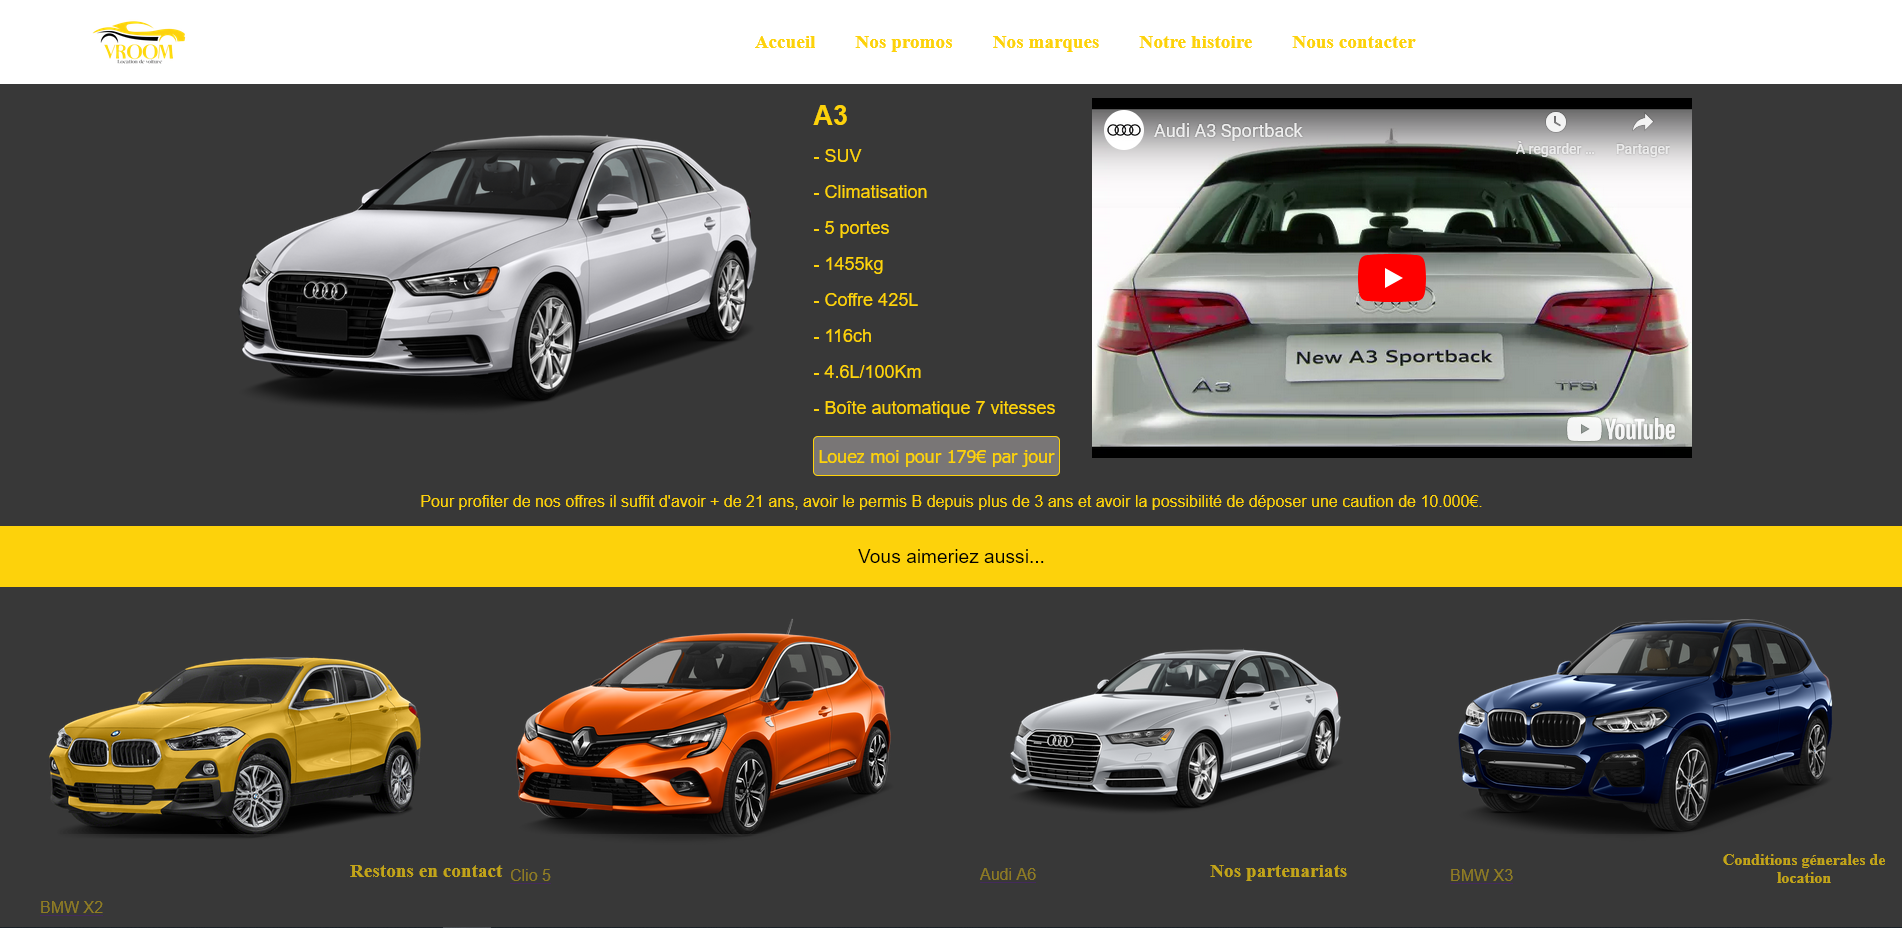 VROOM
Location de voiture
Accueil
Nos promos
Nos marques
Notre histoire
Nous contacter
A3
- SUV
- Climatisation
- 5 portes
- 1455kg
- Coffre 425L
- 116ch
- 4.6L/100Km
- Boîte automatique 7 vitesses
Louez moi pour 179€ par jour
Audi A3 Sportback
À regarder ...
Partager
New A3 Sportback
A3
TFSI
YouTube
Pour profiter de nos offres il suffit d'avoir + de 21 ans, avoir le permis B depuis plus de 3 ans et avoir la possibilité de déposer une caution de 10.000€.
Vous aimeriez aussi...
Restons en contact
Clio 5
Audi A6
Nos partenariats
BMW X3
Conditions génerales de
location
BMW X2